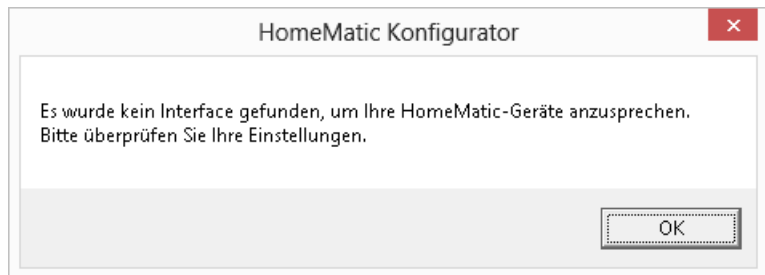 HomeMatic Konfigurator
Es wurde kein Interface gefunden, um Ihre HomeMatic-Geräte anzusprechen.
Bitte überprüfen Sie Ihre Einstellungen.
OK